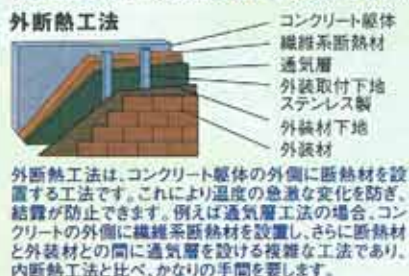 外断熱工法
コンクリート躯体
繊維系断熱材
通気層
外装取付下地
ステンレス製
外装材下地
外装材
外断熱工法は、コンクリート躯体の外側に断熱材を設
置する工法です。これにより温度の急激な変化を防ぎ、
結露が防止できます。例えば通気層工法の場合、コン
クリートの外側に繊維系断熱材を設置し、さらに断熱材
と外装材との間に通気層を設ける複雑な工法であり、
内断熱工法と比べ、かなりの手間を要します。